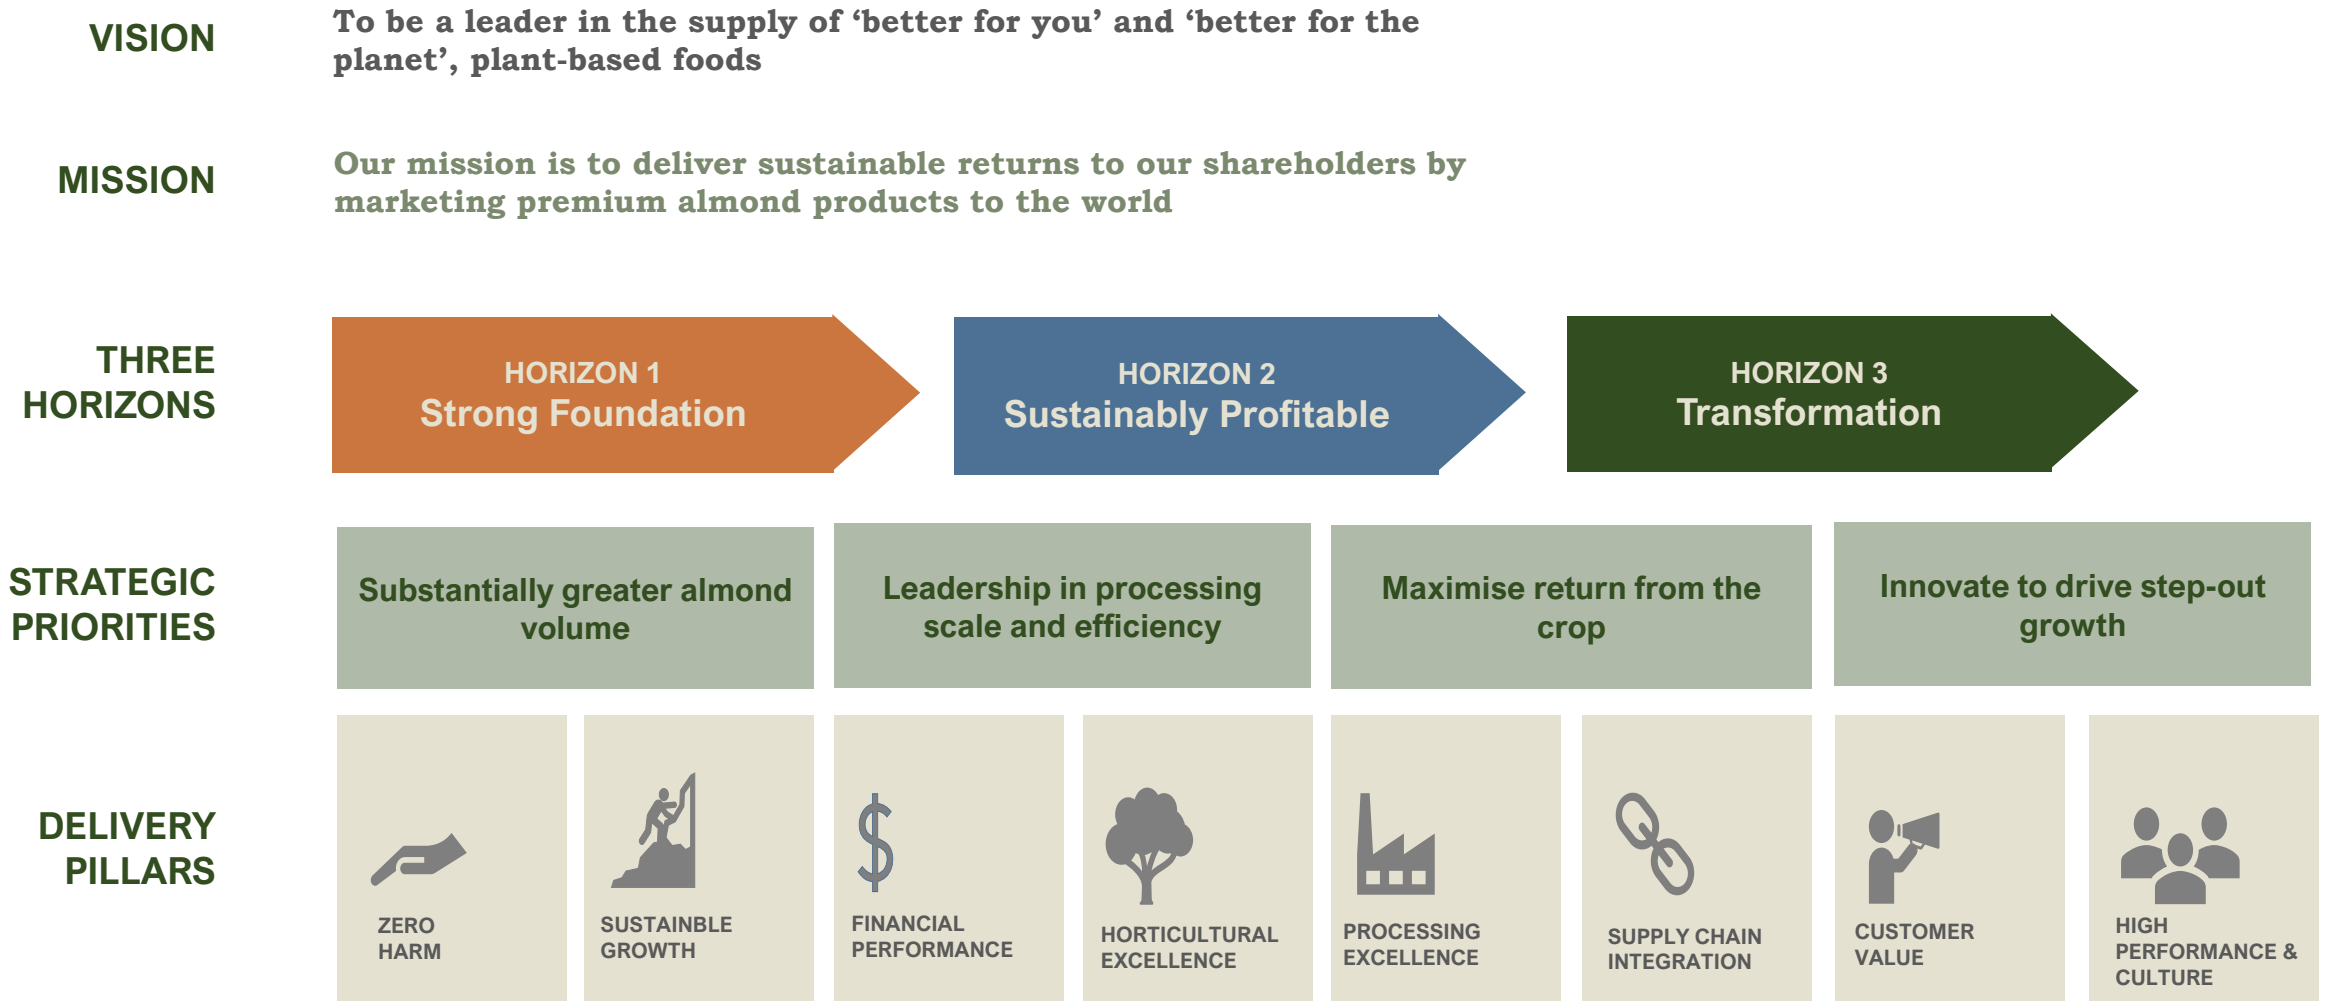 VISION
To be a leader in the supply of ‘better for you’ and ‘better for the
planet’, plant-based foods
MISSION
Our mission is to deliver sustainable returns to our shareholders by
marketing premium almond products to the world
THREE
HORIZONS
HORIZON 1
Strong Foundation
HORIZON 2
Sustainably Profitable
HORIZON 3
Transformation
STRATEGIC
PRIORITIES
Substantially greater almond
volume
Leadership in processing
scale and efficiency
Maximise return from the
crop
Innovate to drive step-out
growth
DELIVERY
PILLARS
ZERO
HARM
SUSTAINBLE
GROWTH
FINANCIAL
PERFORMANCE
HORTICULTURAL
EXCELLENCE
PROCESSING
EXCELLENCE
SUPPLY CHAIN
INTEGRATION
CUSTOMER
VALUE
HIGH
PERFORMANCE &
CULTURE